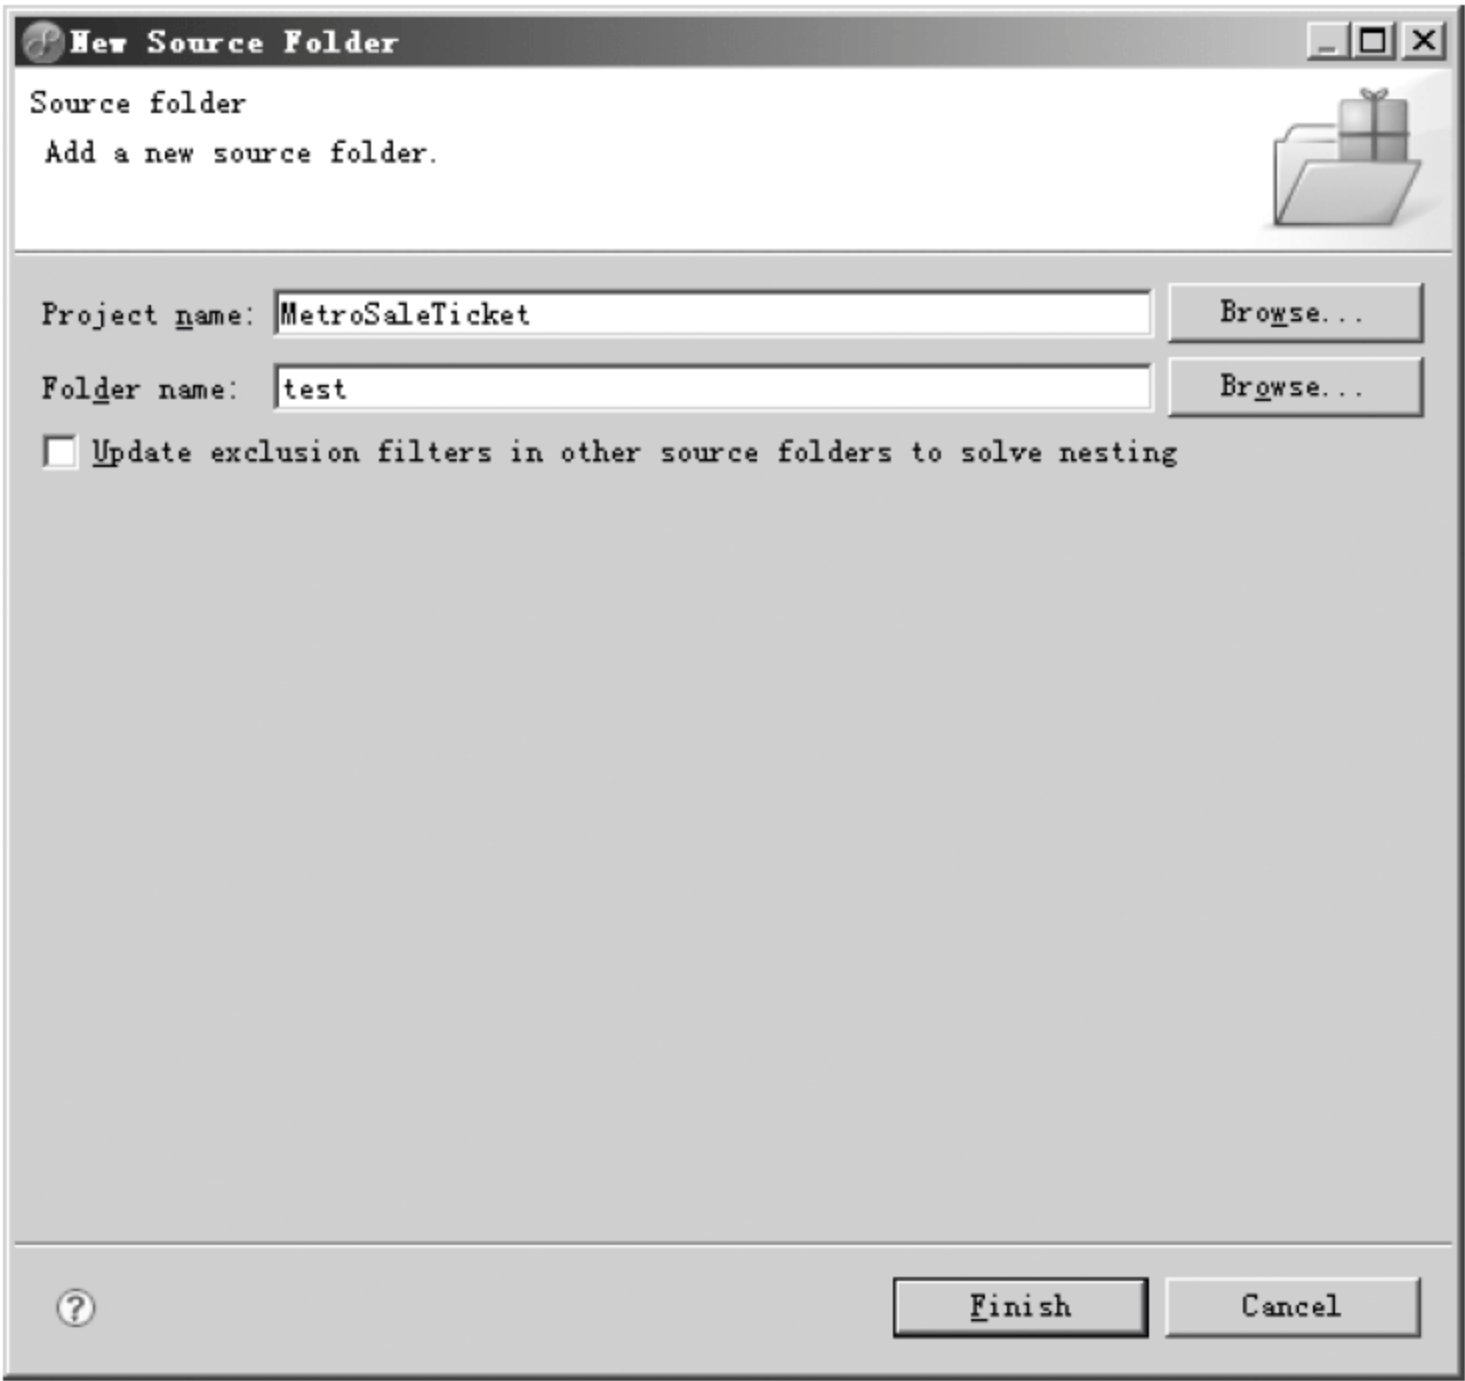 New Source Folder
Source folder
Add a new source folder.
Project name: MetroSaleTicket Browse...
Folder name: test Browse...
Update exclusion filters in other source folders to solve nesting
? Finish Cancel